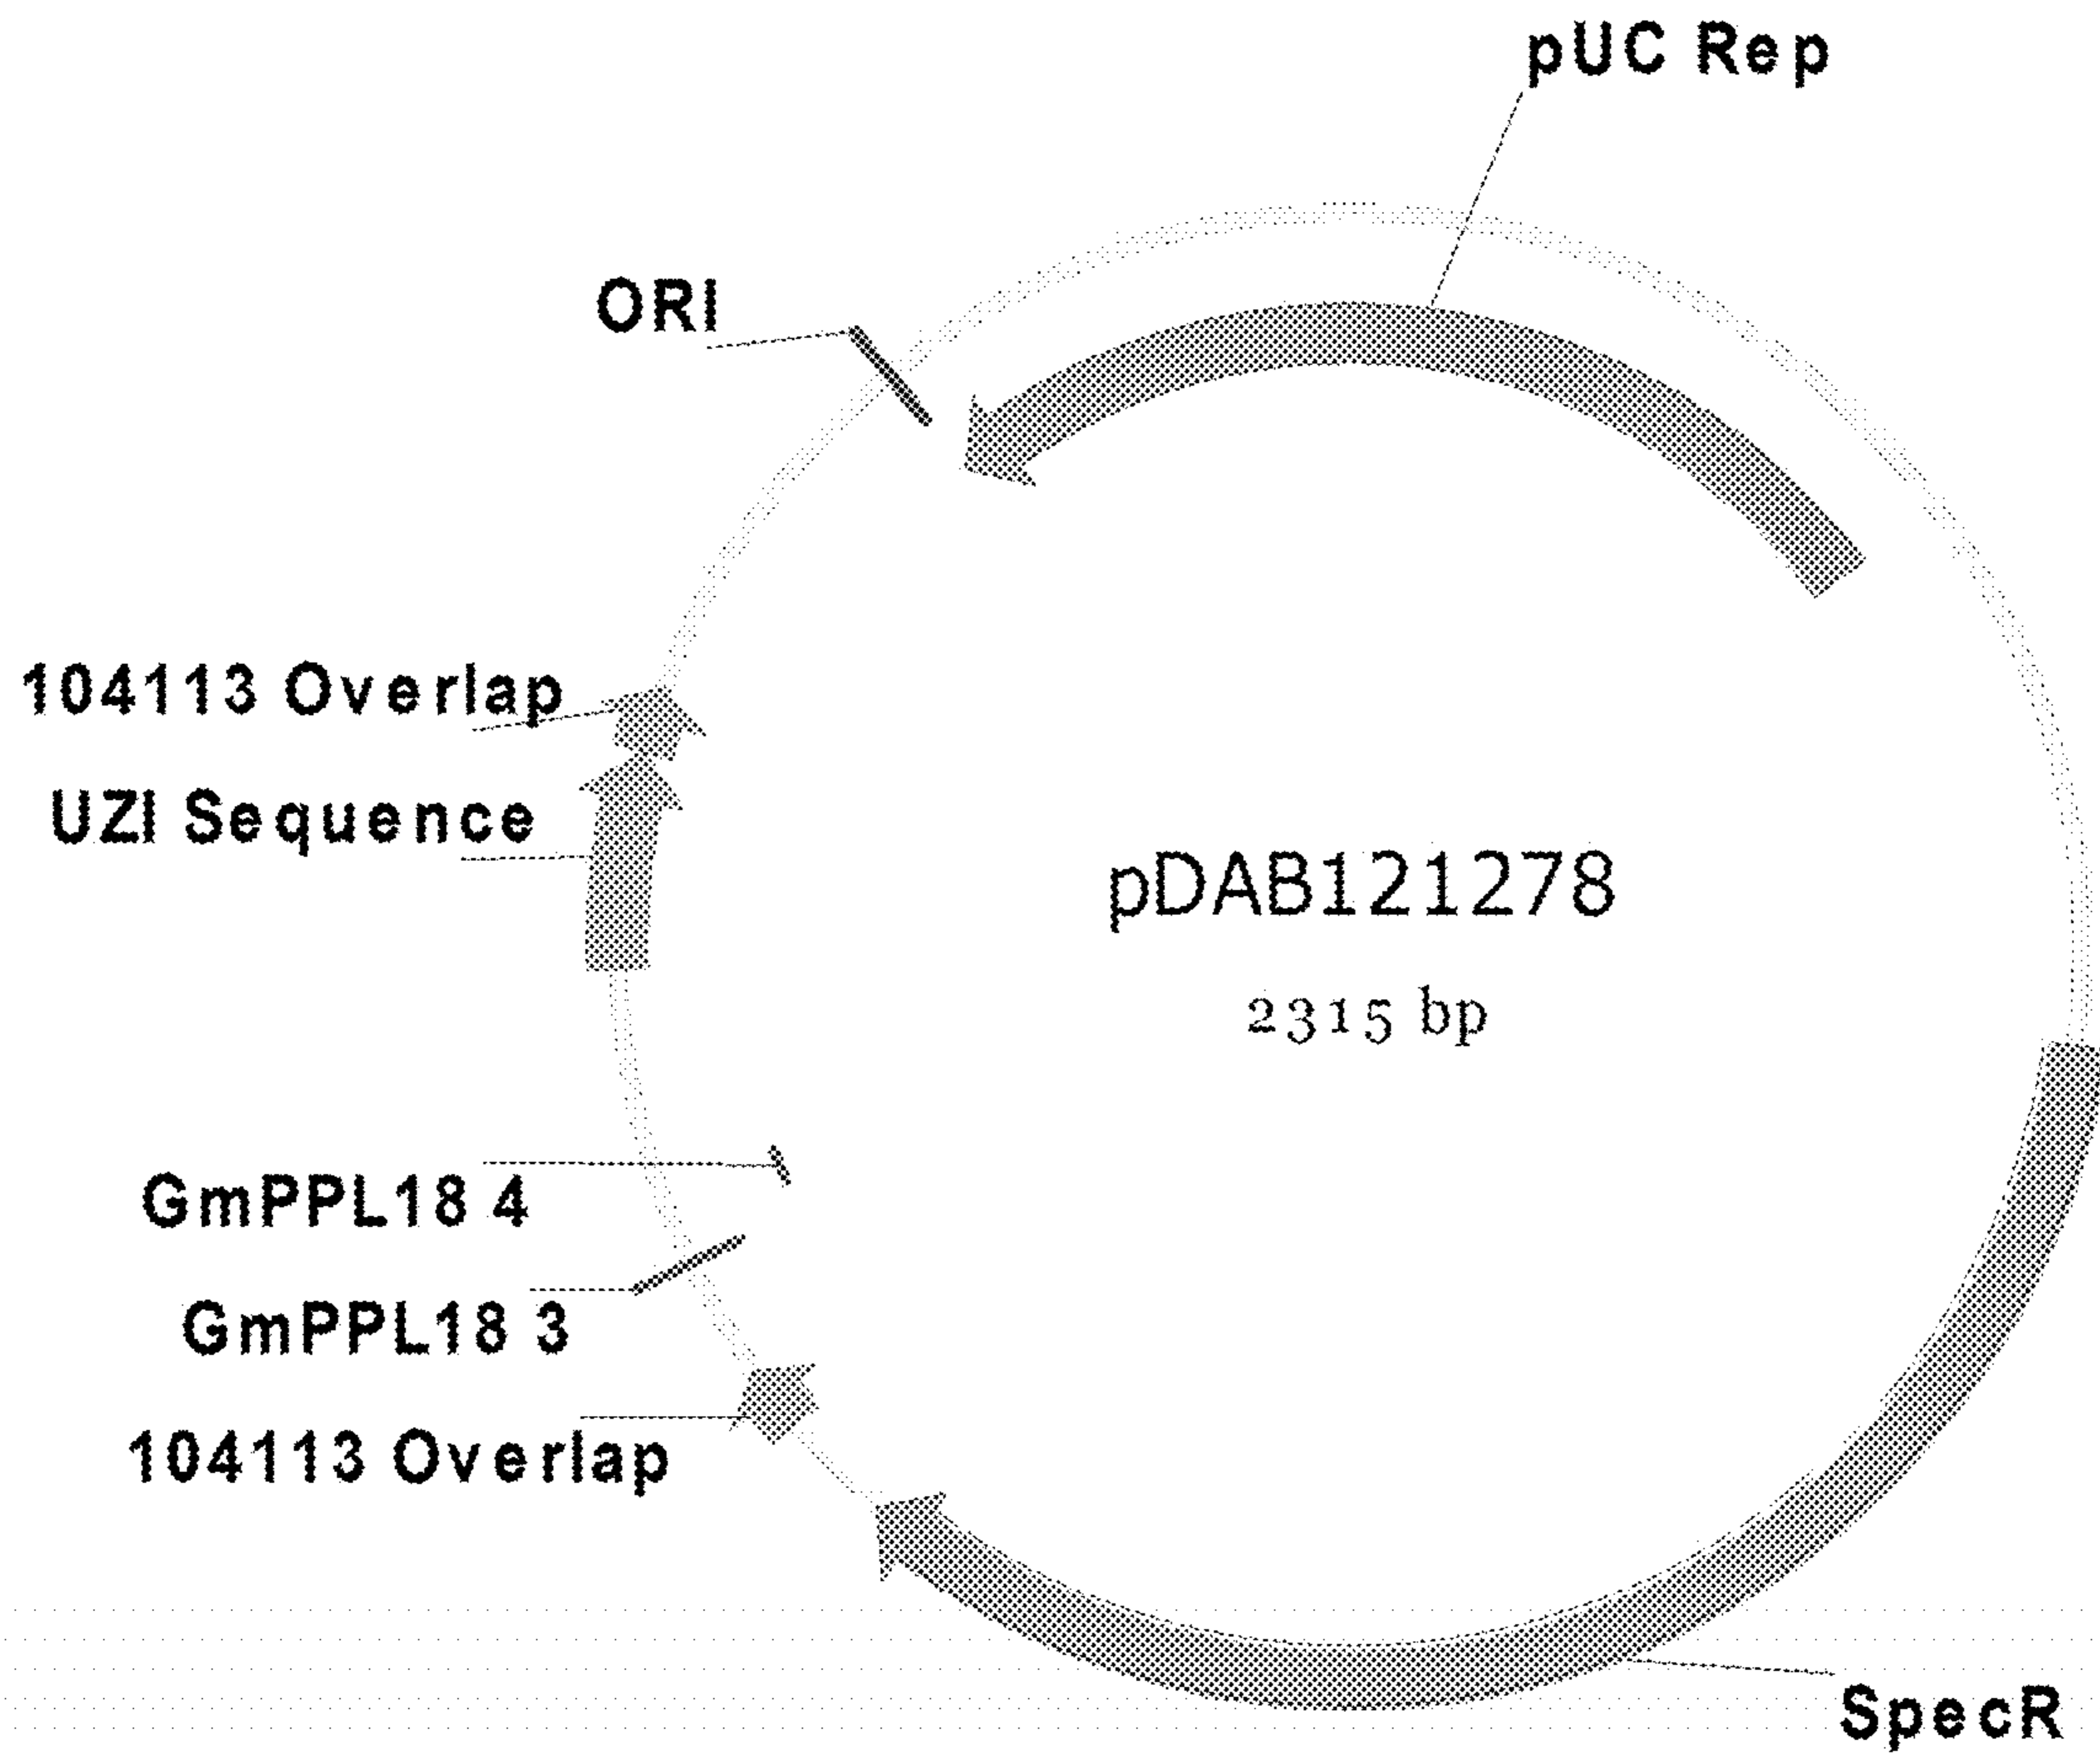 pUC Rep
ORI
104113 Overlap
UZI Sequence
pDAB121278
2315 bp
GmPPL18 4
GmPPL18 3
104113 Overlap
SpecR